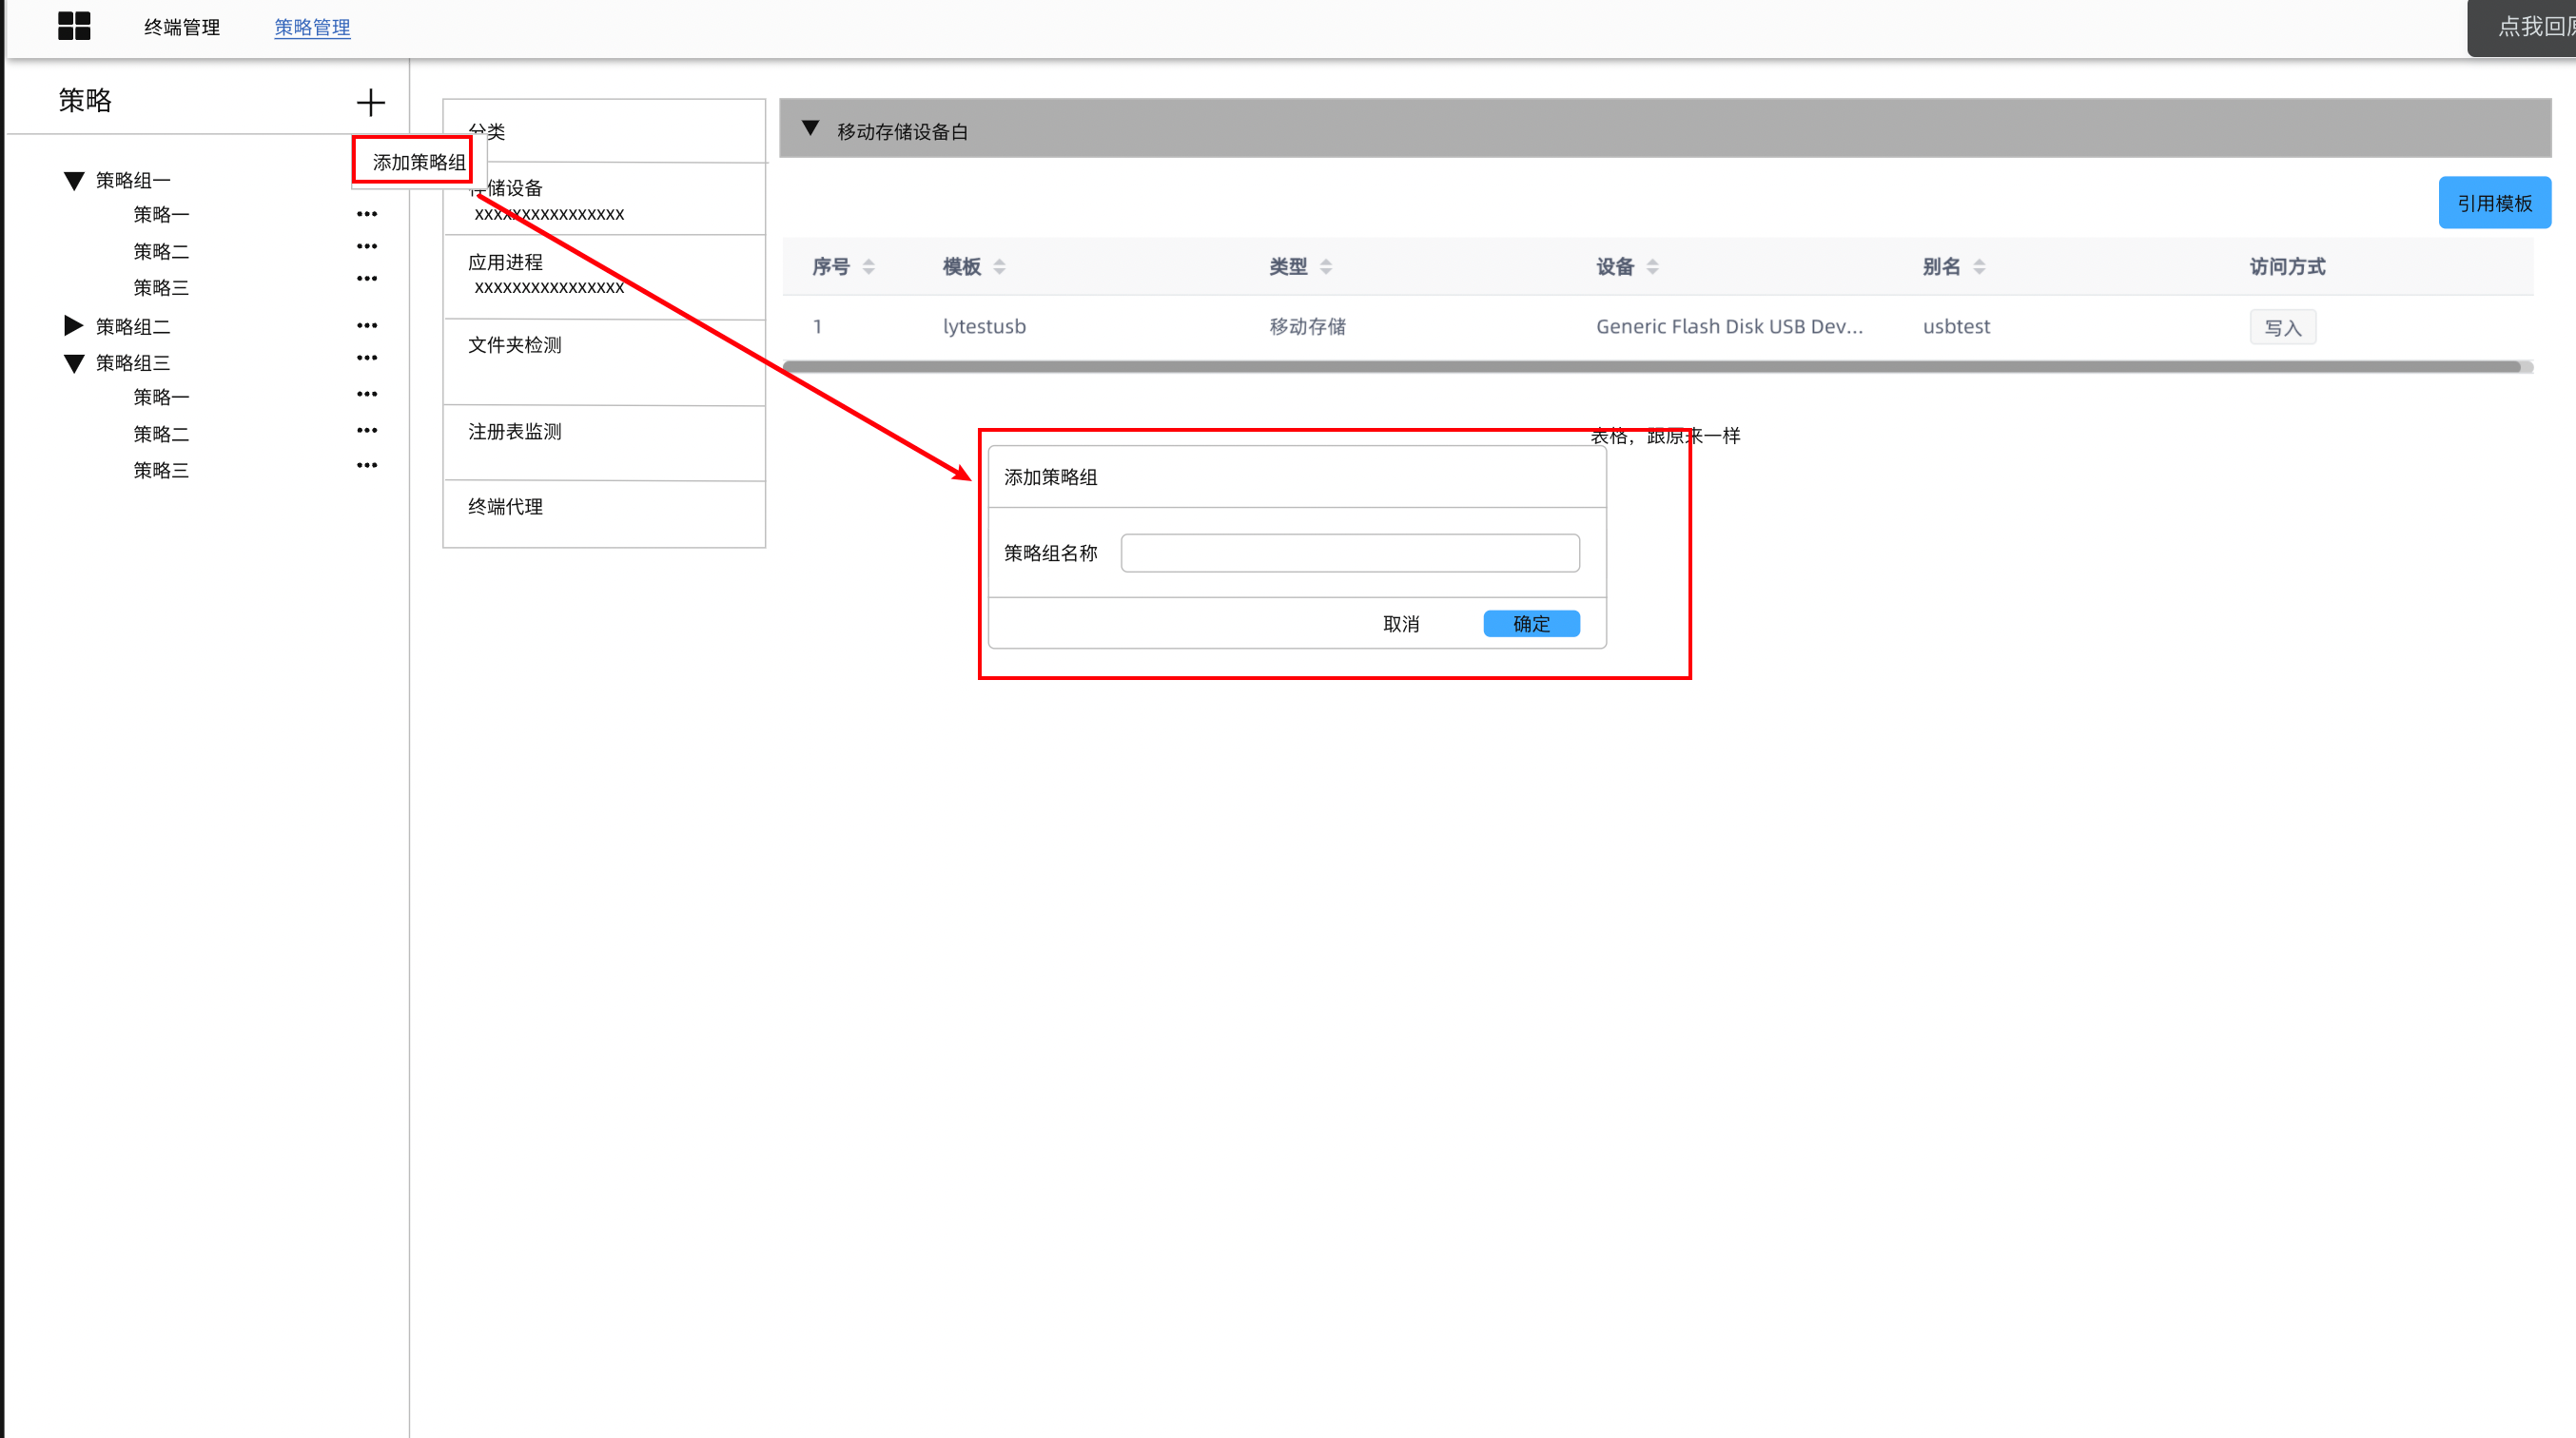 终端管理
策略管理
点我回原
策略
添加策略组
策略组一
策略一
策略二
策略三
策略组二
策略组三
策略一
策略二
策略三
分类
存储设备
xxxxxxxxxxxxxxxx
应用进程
xxxxxxxxxxxxxxxx
文件夹检测
注册表监测
终端代理
移动存储设备白
引用模板
序号 模板 类型 设备 别名 访问方式
1 lytestusb 移动存储 Generic Flash Disk USB Dev... usbtest 写入
表格，跟原来一样
添加策略组
策略组名称
取消 确定